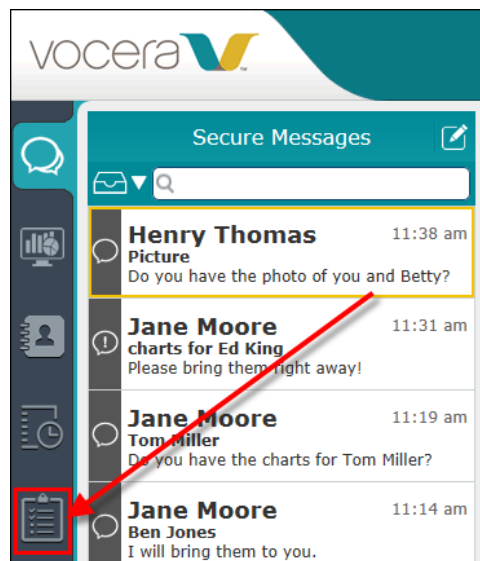 vocera
Secure Messages
Henry Thomas 11:38 am
Picture
Do you have the photo of you and Betty?
Jane Moore 11:31 am
charts for Ed King
Please bring them right away!
Jane Moore 11:19 am
Tom Miller
Do you have the charts for Tom Miller?
Jane Moore 11:14 am
Ben Jones
I will bring them to you.